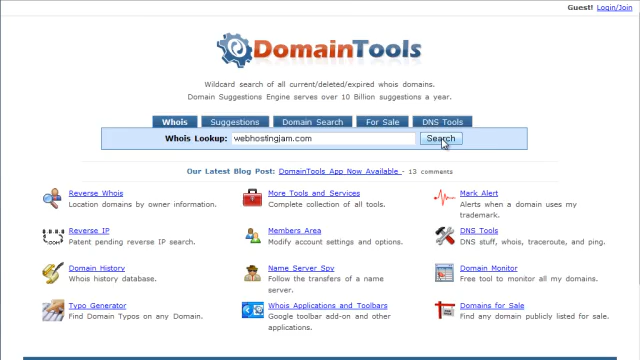 Guest! Login/Join
DomainTools
Wildcard search of all current/deleted/expired whois domains.
Domain Suggestions Engine serves over 10 Billion suggestions a year.
Whois Suggestions Domain Search For Sale DNS Tools
Whois Lookup: webhostingjam.com Search
Our Latest Blog Post: DomainTools App Now Available - 13 comments
Reverse Whois
Location domains by owner information.
More Tools and Services
Complete collection of all tools.
Mark Alert
Alerts when a domain uses my
trademark.
Reverse IP
Patent pending reverse IP search.
Members Area
Modify account settings and options.
DNS Tools
DNS stuff, whois, traceroute, and ping.
Domain History
Whois history database.
Name Server Spy
Follow the transfers of a name
server.
Domain Monitor
Free tool to monitor all my domains.
Typo Generator
Find Domain Typos on any Domain.
Whois Applications and Toolbars
Google toolbar add-on and other
applications.
Domains for Sale
Find any domain publicly listed for sale.